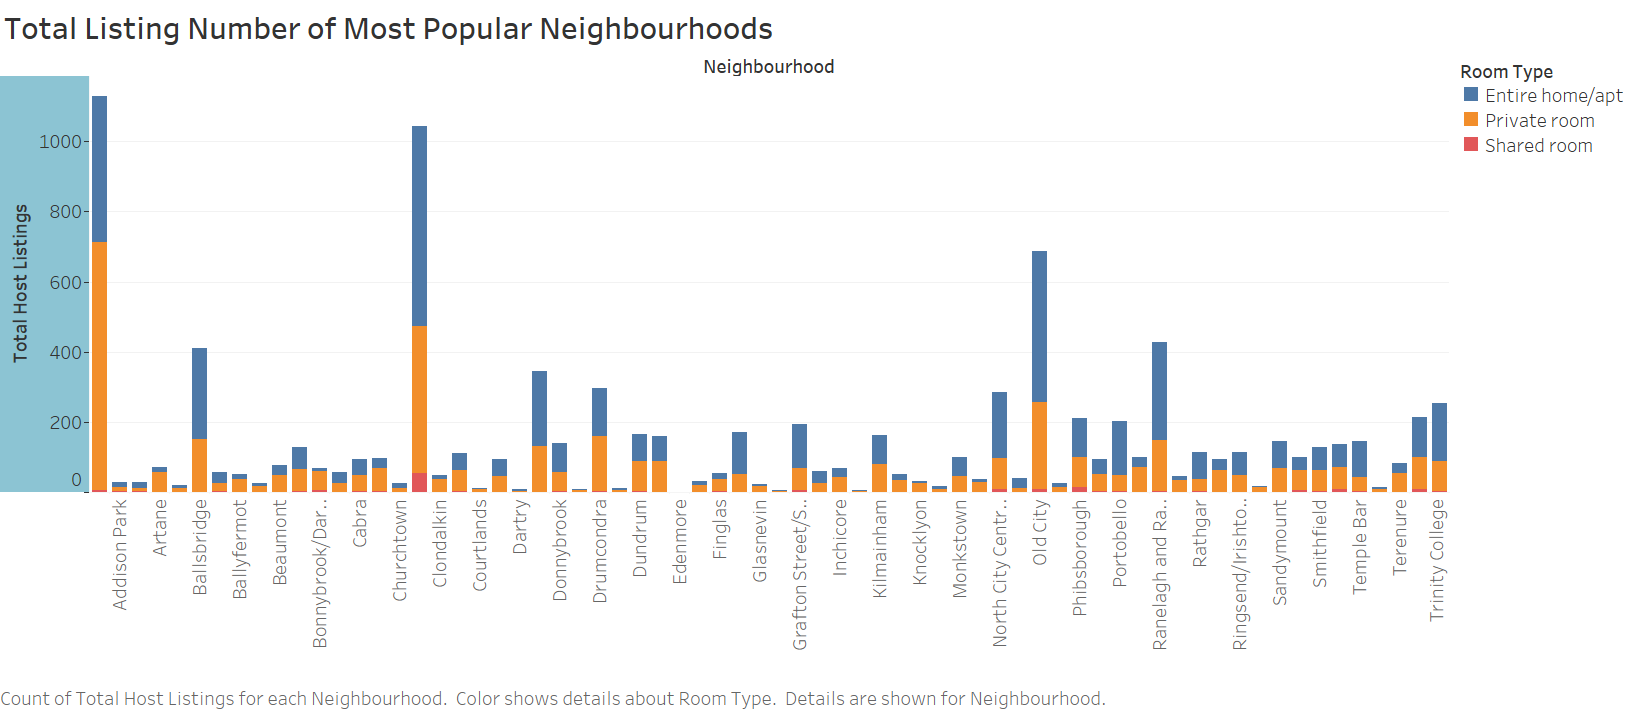 Total Listing Number of Most Popular Neighbourhoods
Neighbourhood
Room Type
Entire home/apt
Private room
Shared room
Total Host Listings
1000
800
600
400
200
0
Addison Park
Artane
Ballsbridge
Ballyfermot
Beaumont
Bonnybrook/Dar..
Cabra
Churchtown
Clondalkin
Courtlands
Dartry
Donnybrook
Drumcondra
Dundrum
Edenmore
Finglas
Glasnevin
Grafton Street/S..
Inchicore
Kilmainham
Knocklyon
Monkstown
North City Centr..
Old City
Phibsborough
Portobello
Ranelagh and Ra..
Rathgar
Ringsend/Irishto..
Sandymount
Smithfield
Temple Bar
Terenure
Trinity College
Count of Total Host Listings for each Neighbourhood.  Color shows details about Room Type.  Details are shown for Neighbourhood.